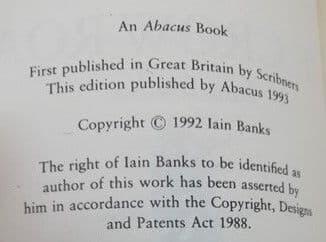 An Abacus Book
First published in Great Britain by Scribners
This edition published by Abacus 1993
Copyright © 1992 Iain Banks
The right of Iain Banks to be identified as
author of this work has been asserted by
him in accordance with the Copyright, Designs
and Patents Act 1988.